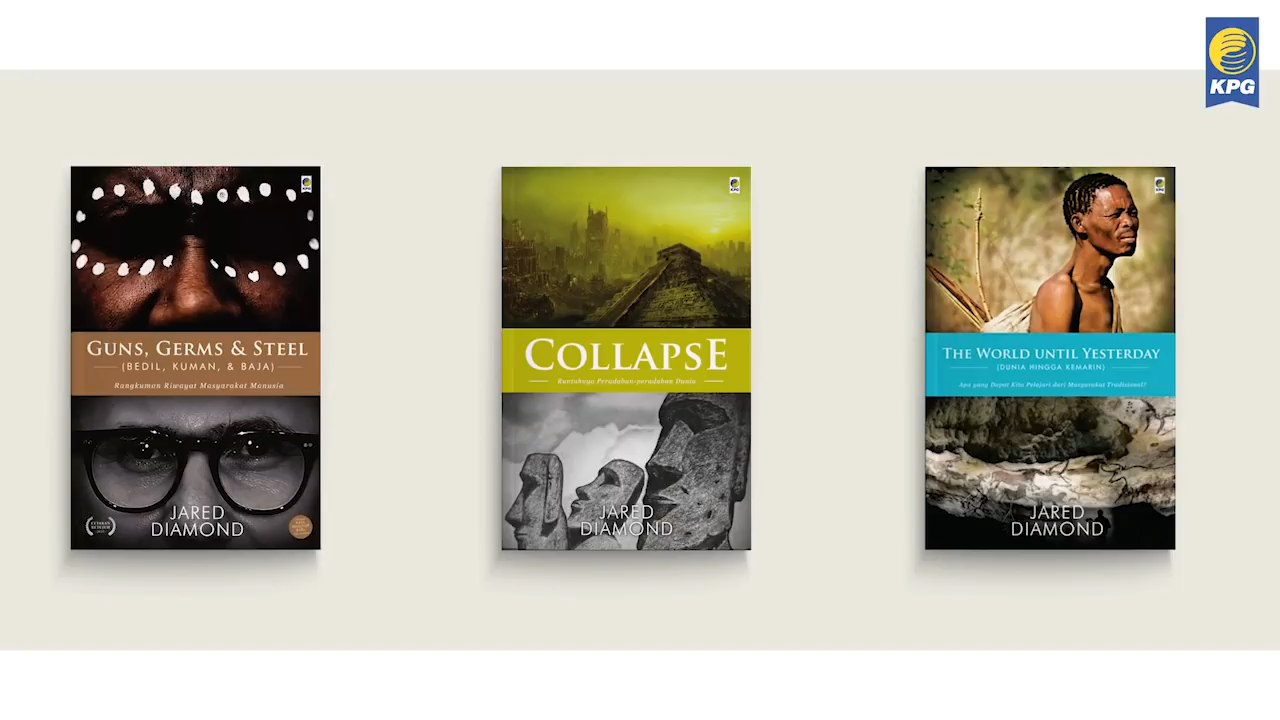 KPG
GUNS, GERMS & STEEL
(BEDIL, KUMAN, & BAJA)
Rangkuman Riwayat Masyarakat Manusia
JARED
DIAMOND
COLLAPSE
Runtuhnya Peradaban-peradaban Dunia
JARED
DIAMOND
THE WORLD UNTIL YESTERDAY
(DUNIA HINGGA KEMARIN)
Apa yang Dapat Kita Pelajari dari Masyarakat Tradisional?
JARED
DIAMOND